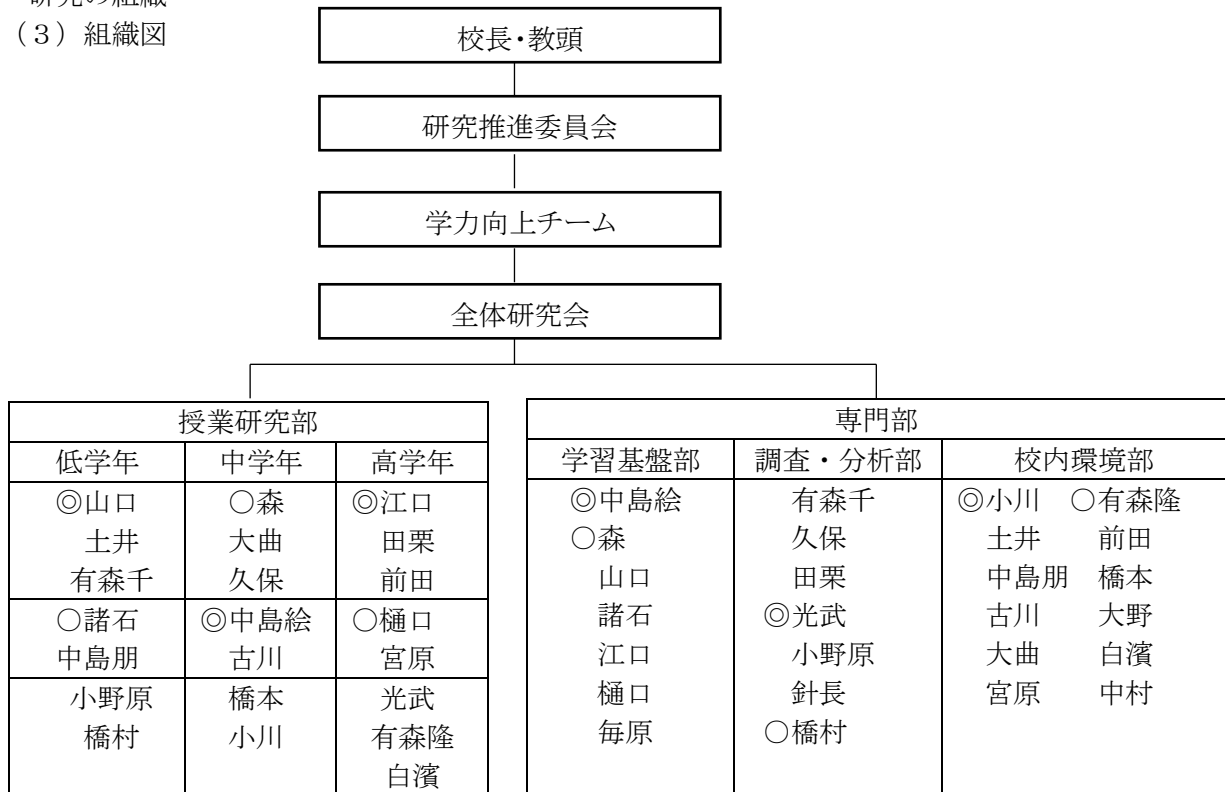 研究の組織
（３）組織図
校長・教頭
研究推進委員会
学力向上チーム
全体研究会
授業研究部
低学年 中学年 高学年
◎山口 ○森 ◎江口
土井 大曲 田栗
有森千 久保 前田
○諸石 ◎中島絵 ○樋口
中島朋 古川 宮原
小野原 橋本 光武
橋村 小川 有森隆
白濱
専門部
学習基盤部 調査・分析部 校内環境部
◎中島絵 有森千 ◎小川 ○有森隆
○森 久保 土井 前田
山口 田栗 中島朋 橋本
諸石 ◎光武 古川 大野
江口 小野原 大曲 白濱
樋口 針長 宮原 中村
毎原 ○橋村